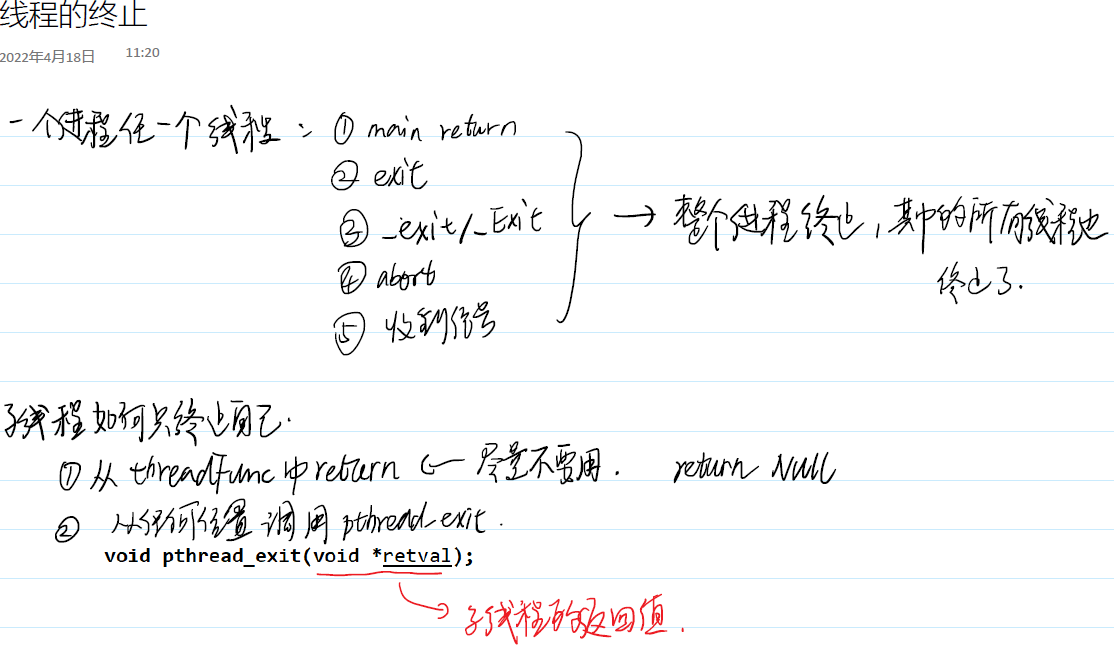 线程的终止
2022年4月18日 11:20
一个进程任一个线程： ① main return
② exit
③ _exit/_Exit → 整个进程终止，其中的所有线程也
④ abort 终止了.
⑤ 收到信号
子线程如何只终止自己.
① 从 threadFunc 中 return ← 尽量不要用. return NULL
② 从任何位置 调用 pthread_exit.
void pthread_exit(void *retval);
子线程的返回值.